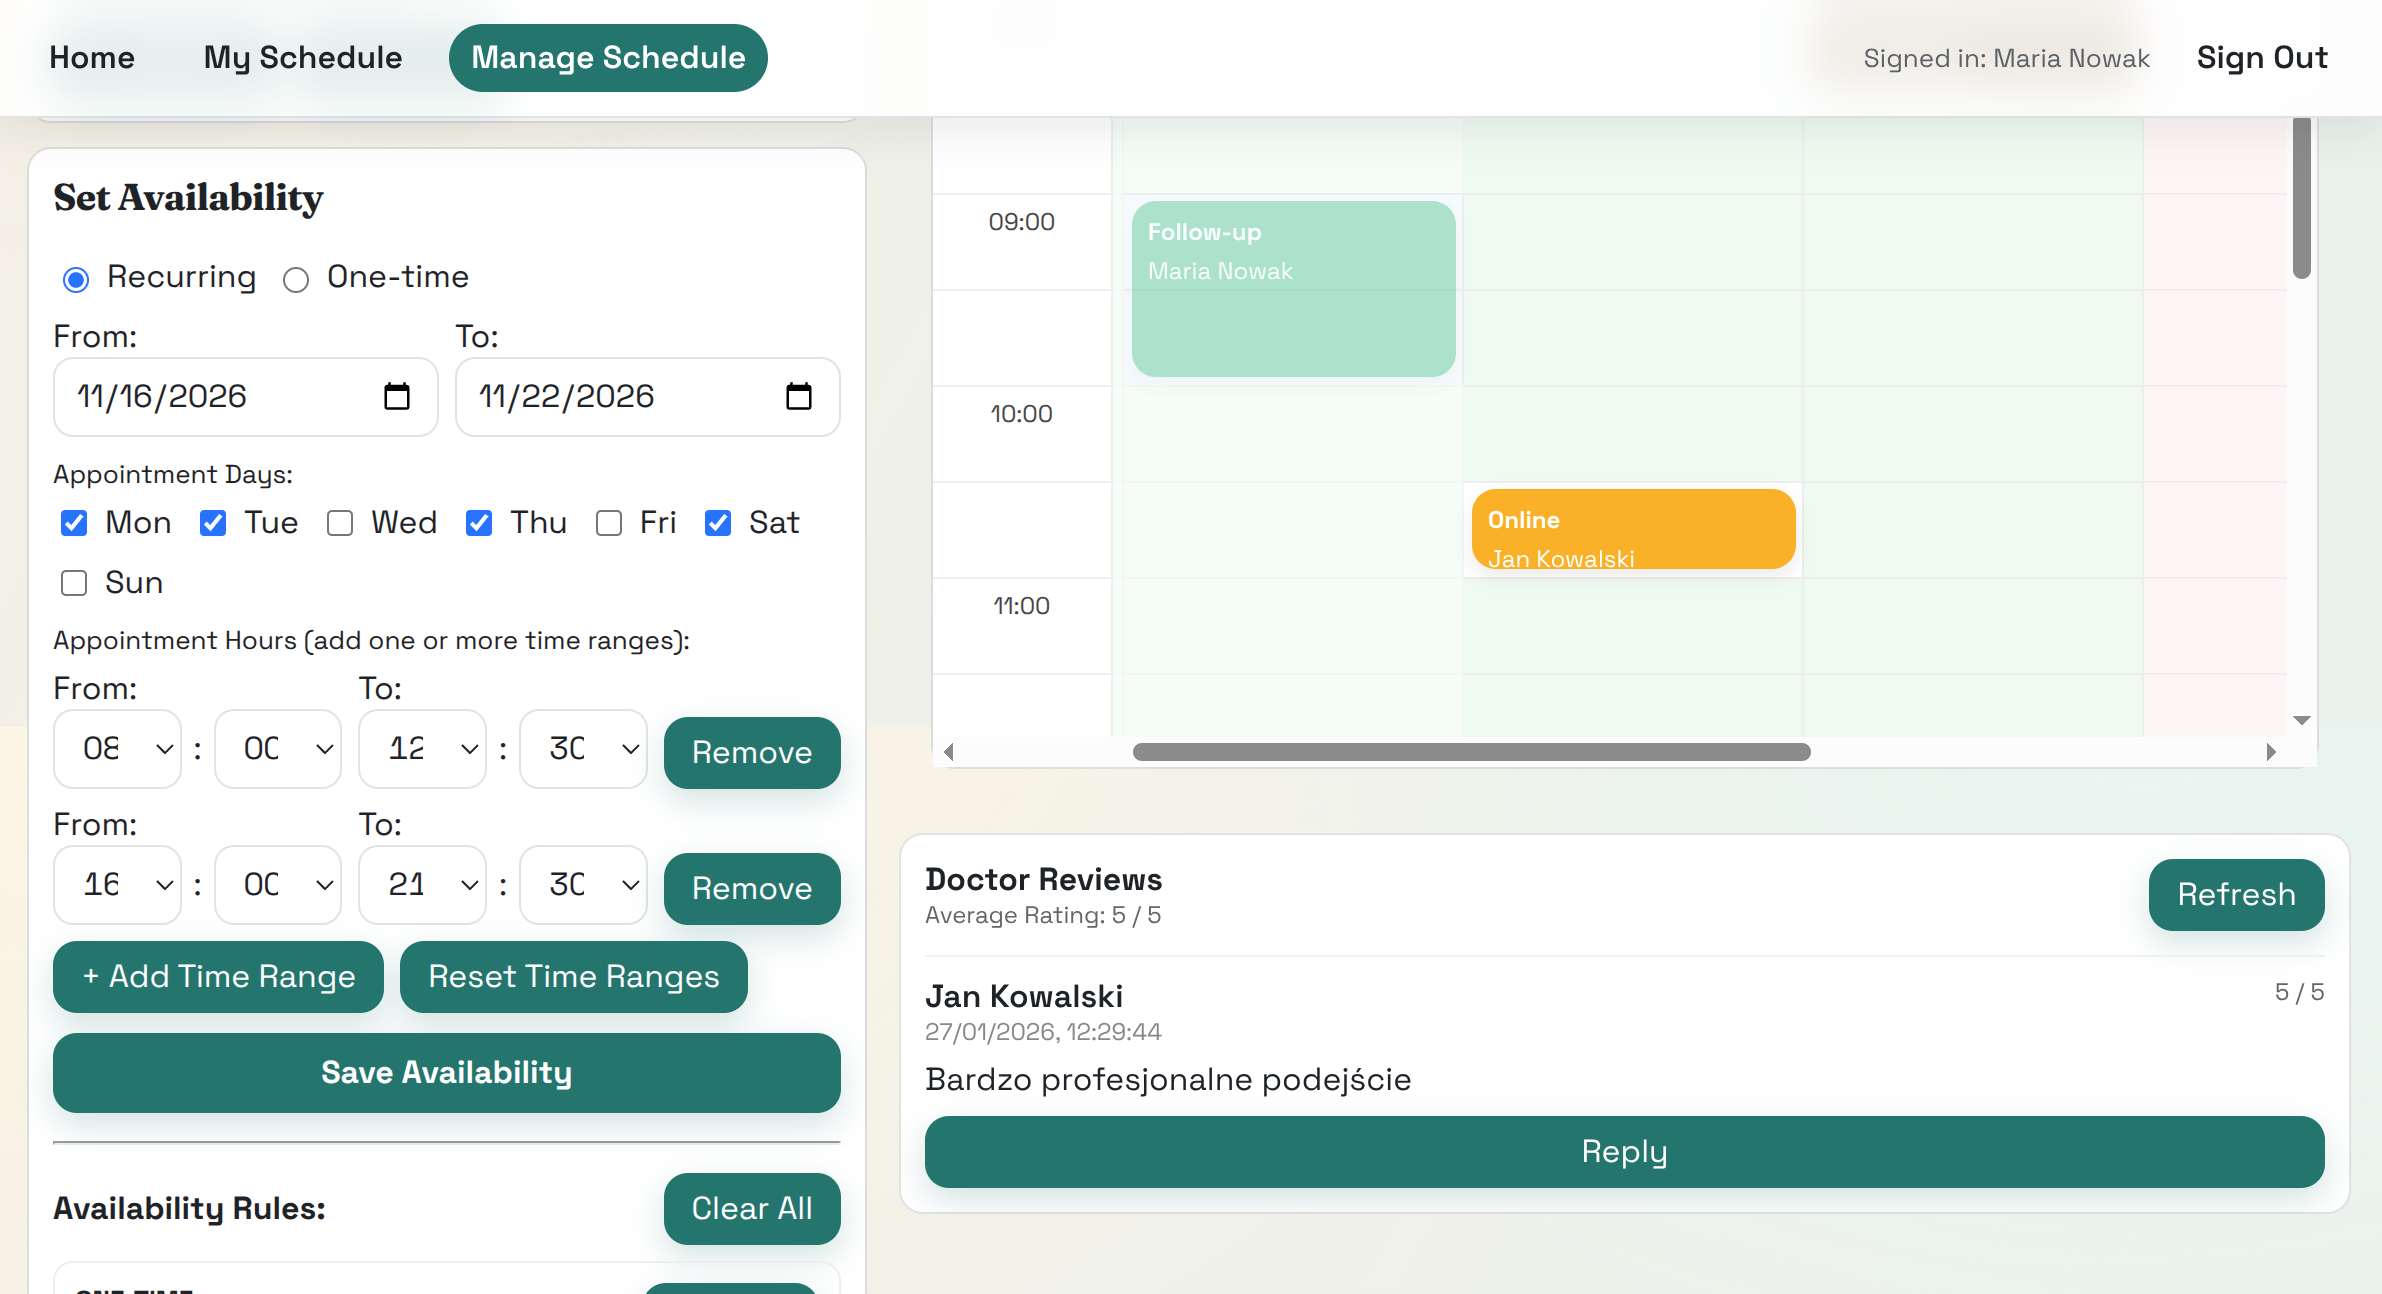 Home My Schedule Manage Schedule Signed in: Maria Nowak Sign Out
Set Availability
Recurring One-time
From: To:
11/16/2026 11/22/2026
Appointment Days:
Mon Tue Wed Thu Fri Sat
Sun
Appointment Hours (add one or more time ranges):
From: To:
08 : 00 12 : 30 Remove
From: To:
16 : 00 21 : 30 Remove
+ Add Time Range Reset Time Ranges
Save Availability
Availability Rules: Clear All
09:00
Follow-up
Maria Nowak
10:00
Online
Jan Kowalski
11:00
Doctor Reviews
Average Rating: 5 / 5
Refresh
Jan Kowalski 5 / 5
27/01/2026, 12:29:44
Bardzo profesjonalne podejście
Reply